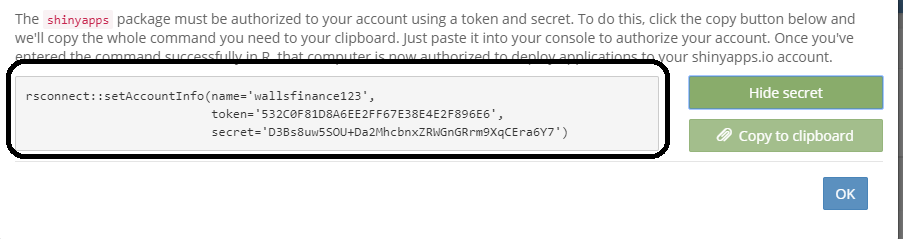 The shinyapps package must be authorized to your account using a token and secret. To do this, click the copy button below and
we'll copy the whole command you need to your clipboard. Just paste it into your console to authorize your account. Once you've
entered the command successfully in R, that computer is now authorized to deploy applications to your shinyapps.io account.
rsconnect::setAccountInfo(name='wallsfinance123',
token='532C0F81D8A6EE2FF67E38E4E2F896E6',
secret='D3Bs8uw5SOU+Da2MhcbnxZRWGnGRrm9XqCEra6Y7')
Hide secret
Copy to clipboard
OK